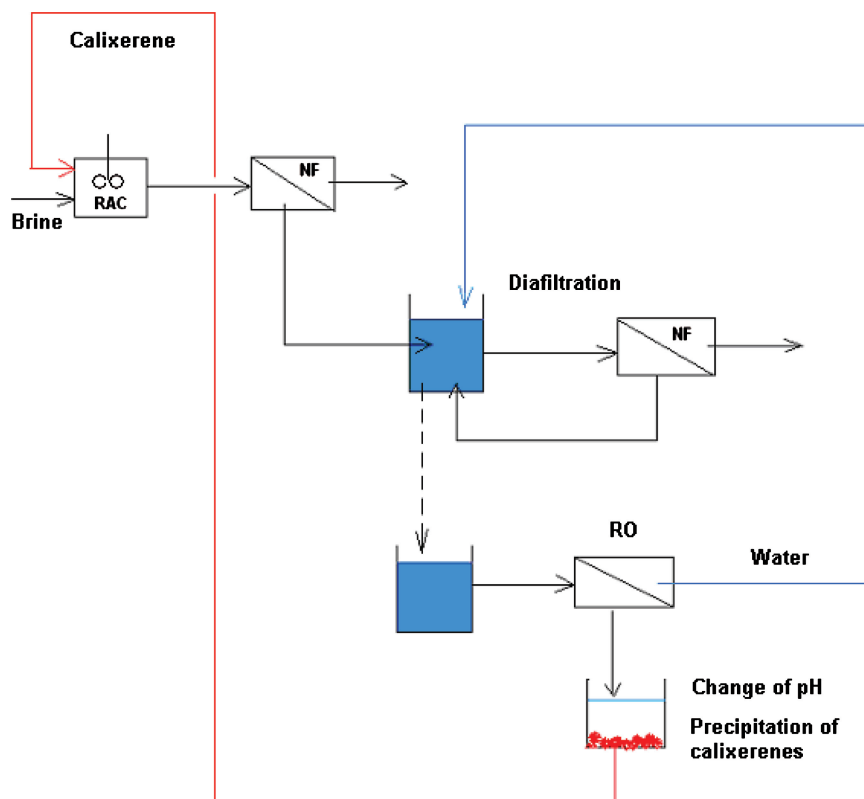 Calixerene
NF
RAC
Brine
Diafiltration
NF
RO
Water
Change of pH
Precipitation of
calixerenes